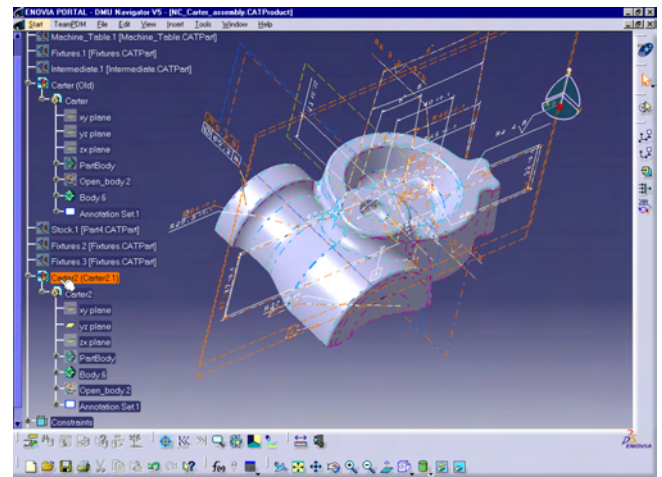 ENOVIA PORTAL - DMU Navigator V5 - [NC_Carter_assembly.CATProduct]
Start TeamPDM File Edit View Insert Tools Window Help
Machine_Table.1 [Machine_Table.CATPart]
Fixtures.1 [Fixtures.CATPart]
Intermediate.1 [Intermediate.CATPart]
Carter (Old)
Carter
xy plane
yz plane
zx plane
PartBody
Open_body.2
Body.6
Annotation Set.1
Stock.1 [Part4.CATPart]
Fixtures.2 [Fixtures.CATPart]
Fixtures.3 [Fixtures.CATPart]
Carter2 (Carter2.1)
Carter2
xy plane
yz plane
zx plane
PartBody
Body.6
Open_body.2
Annotation Set.1
Constraints
ENOVIA